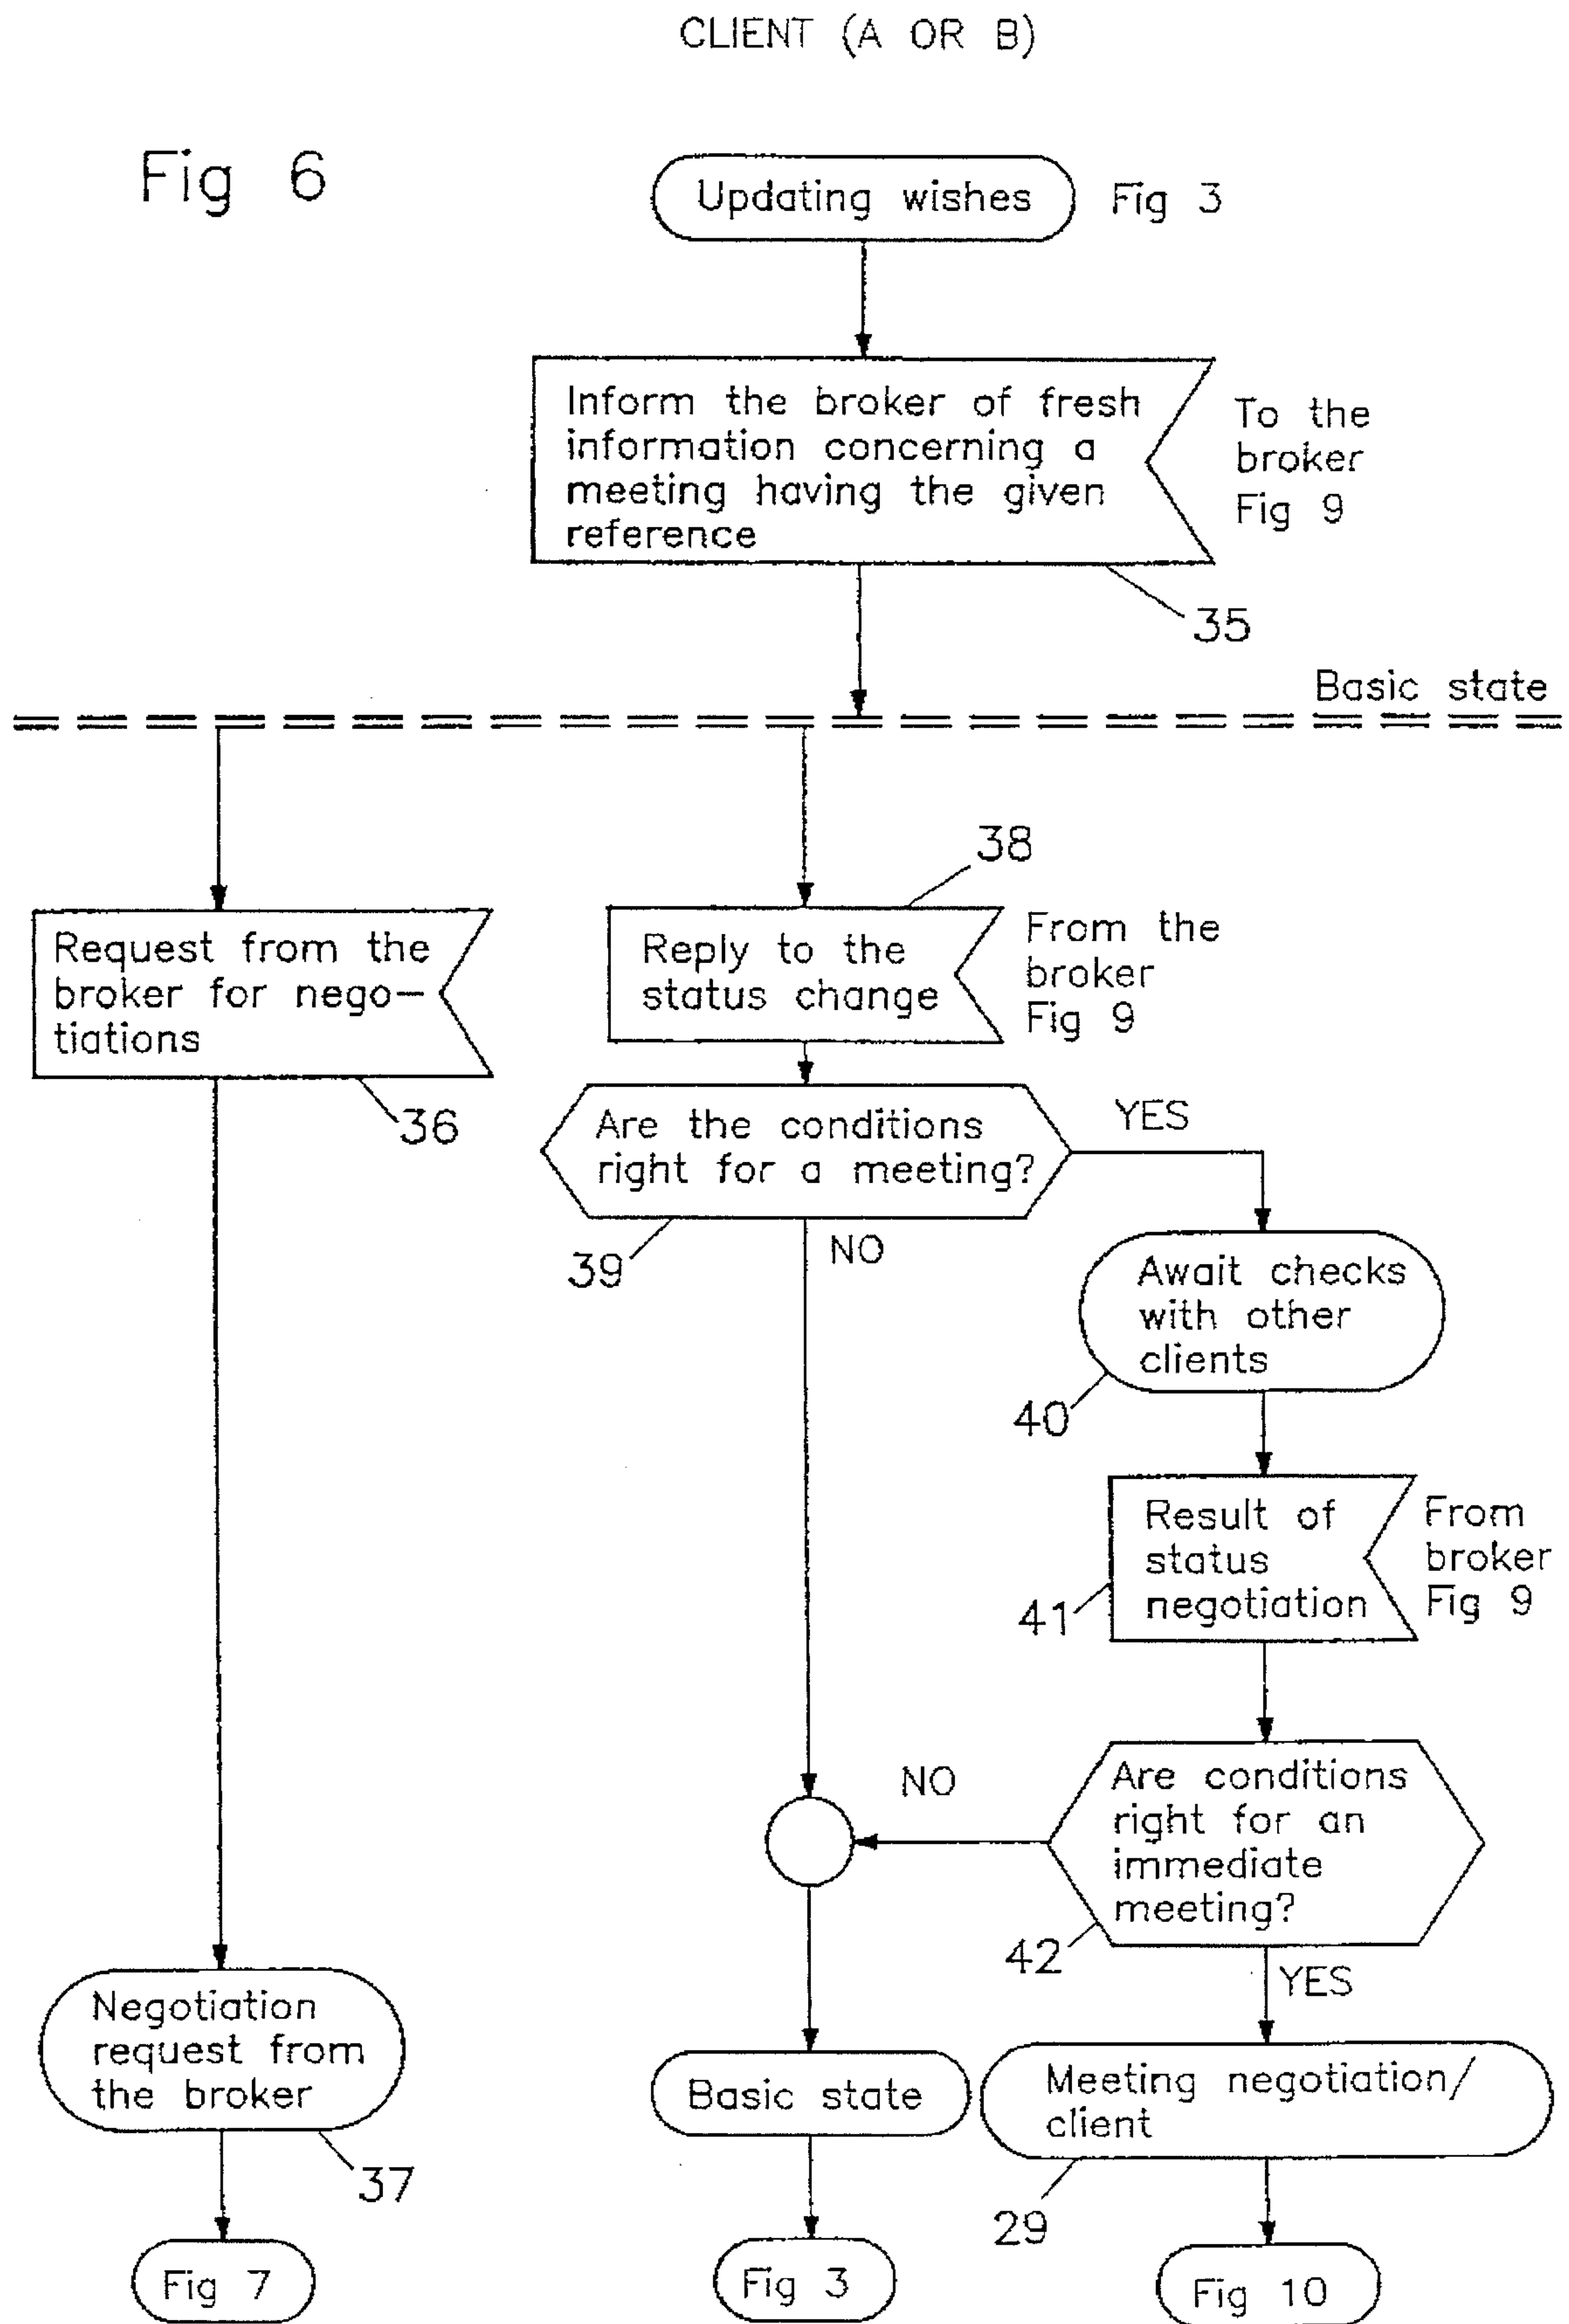 CLIENT (A OR B)
Fig 6
Updating wishes
Fig 3
Inform the broker of fresh
information concerning a
meeting having the given
reference
To the
broker
Fig 9
35
Basic state
38
Request from the
broker for nego-
tiations
36
Reply to the
status change
From the
broker
Fig 9
Are the conditions
right for a meeting?
YES
39
NO
Await checks
with other
clients
40
Result of
status
negotiation
From
broker
Fig 9
41
NO
Are conditions
right for an
immediate
meeting?
42
YES
Negotiation
request from
the broker
37
Basic state
Meeting negotiation/
client
29
Fig 7
Fig 3
Fig 10